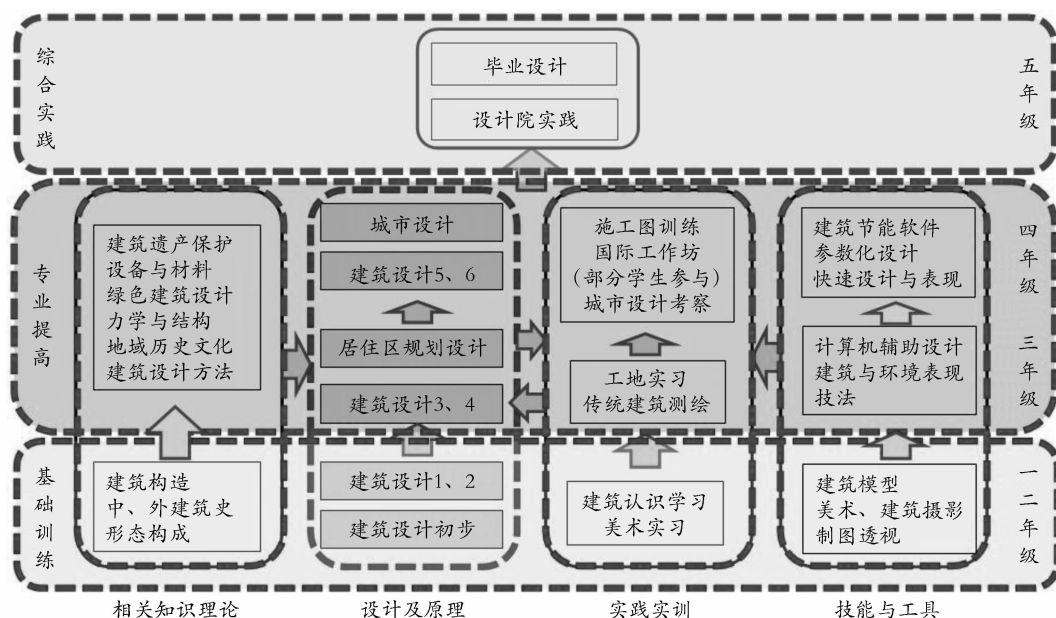 综合实践
毕业设计
设计院实践
五年级
专业提高
建筑遗产保护
设备与材料
绿色建筑设计
力学与结构
地域历史文化
建筑设计方法
城市设计
建筑设计5、6
居住区规划设计
建筑设计3、4
施工图训练
国际工作坊
(部分学生参与)
城市设计考察
工地实习
传统建筑测绘
建筑节能软件
参数化设计
快速设计与表现
计算机辅助设计
建筑与环境表现
技法
四年级
三年级
基础训练
建筑构造
中、外建筑史
形态构成
建筑设计1、2
建筑设计初步
建筑认识学习
美术实习
建筑模型
美术、建筑摄影
制图透视
一二年级
相关知识理论
设计及原理
实践实训
技能与工具